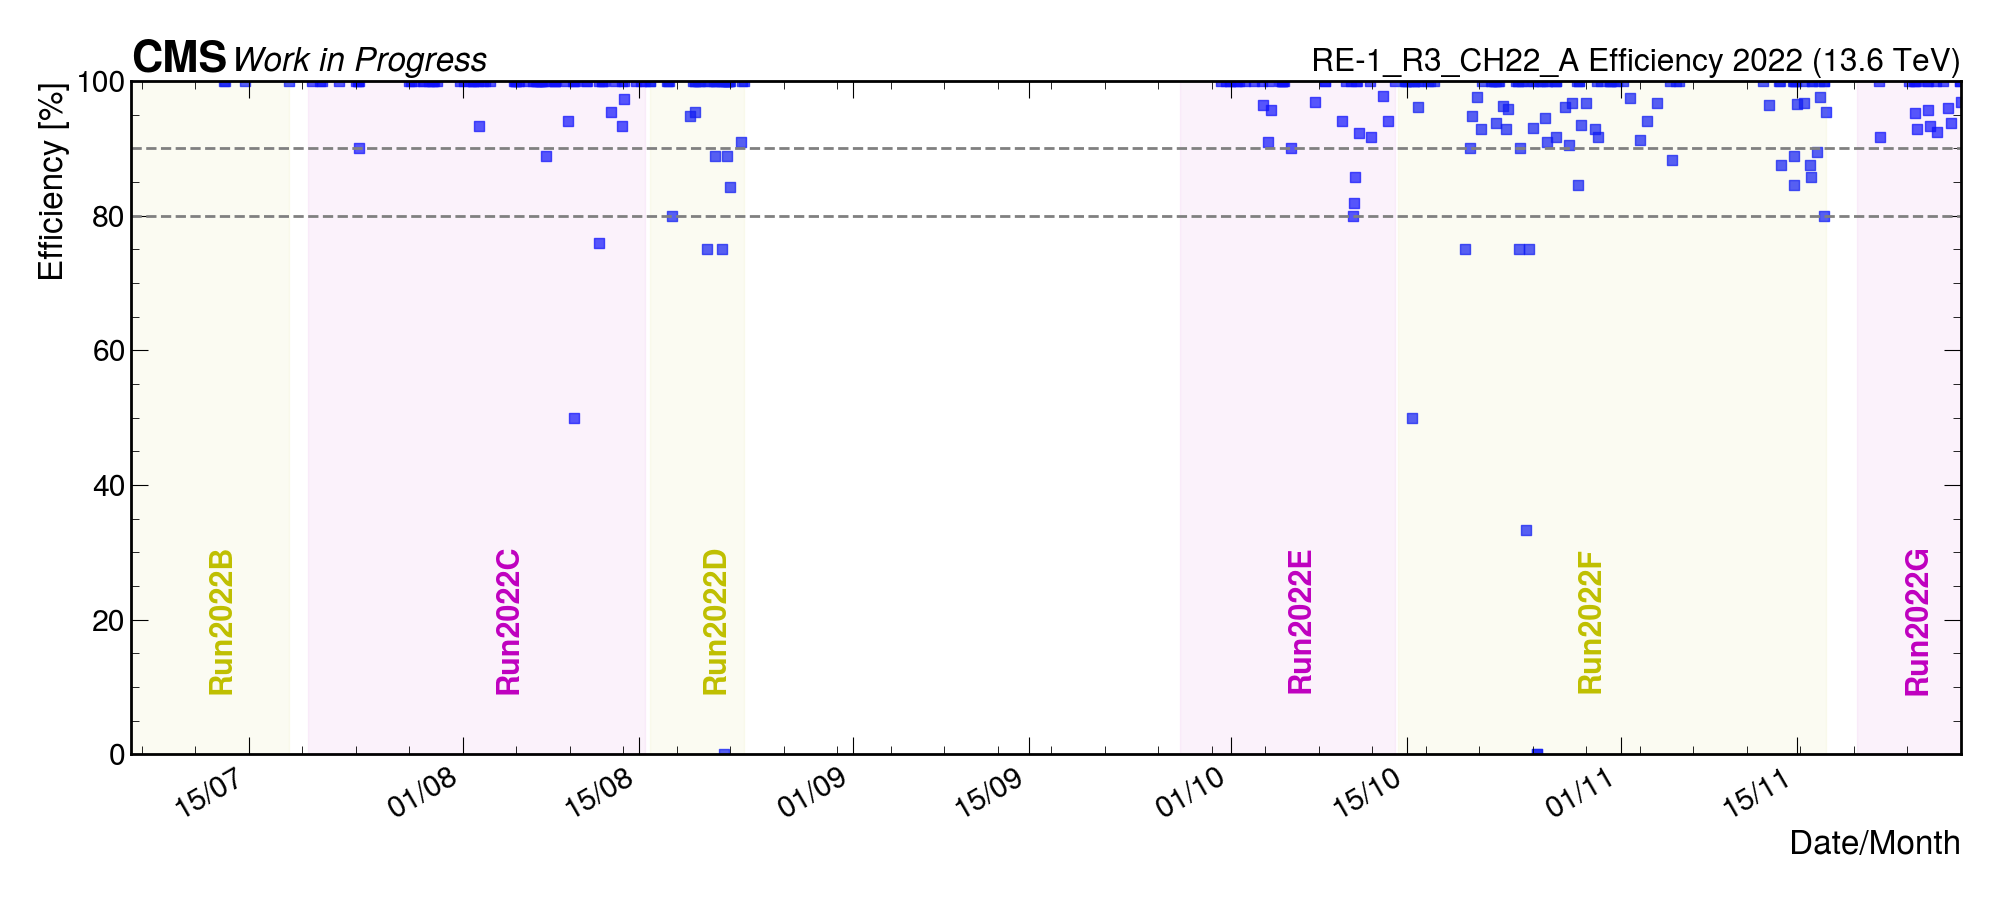 CMS Work in Progress
RE-1_R3_CH22_A Efficiency 2022 (13.6 TeV)
Efficiency [%]
100
80
60
40
20
0
Run2022B
Run2022C
Run2022D
Run2022E
Run2022F
Run2022G
15/07
01/08
15/08
01/09
15/09
01/10
15/10
01/11
15/11
Date/Month